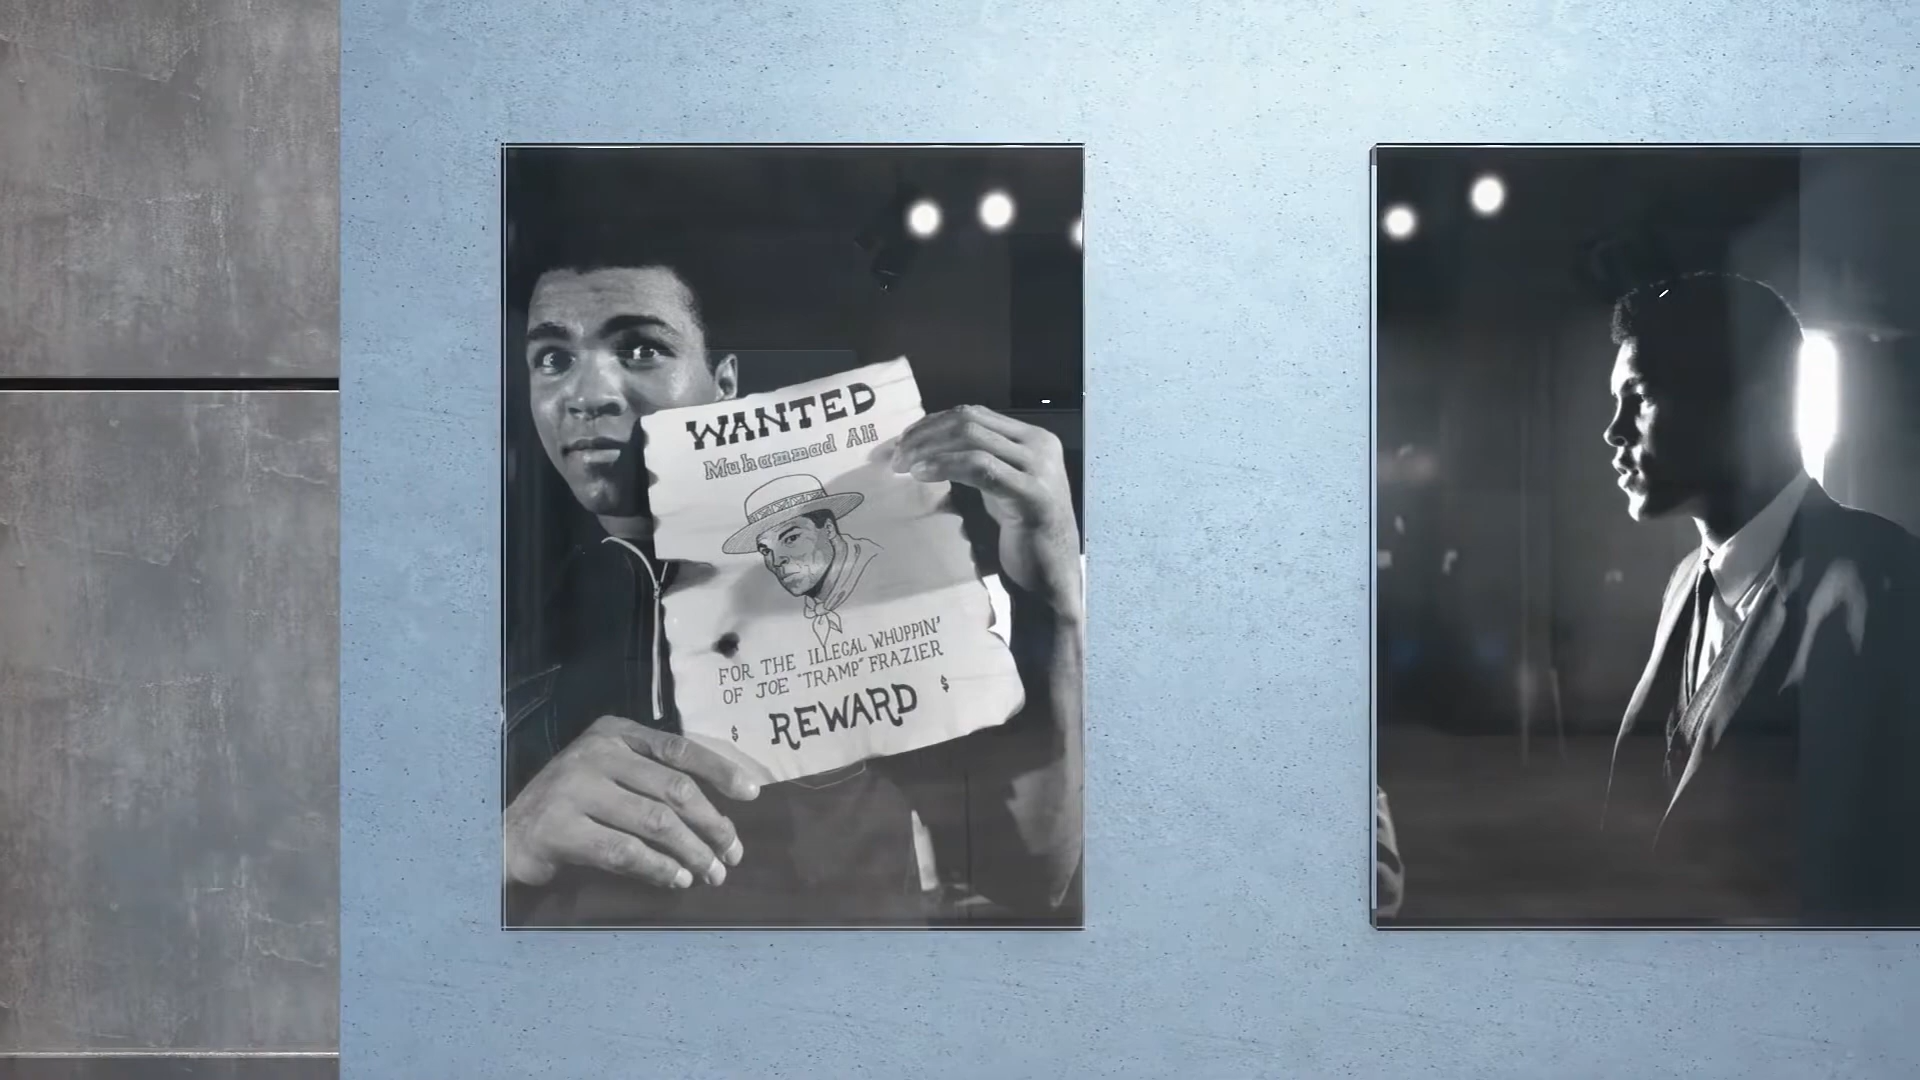 WANTED
Muhammad Ali
FOR THE ILLEGAL WHUPPIN'
OF JOE "TRAMP" FRAZIER
$ REWARD $